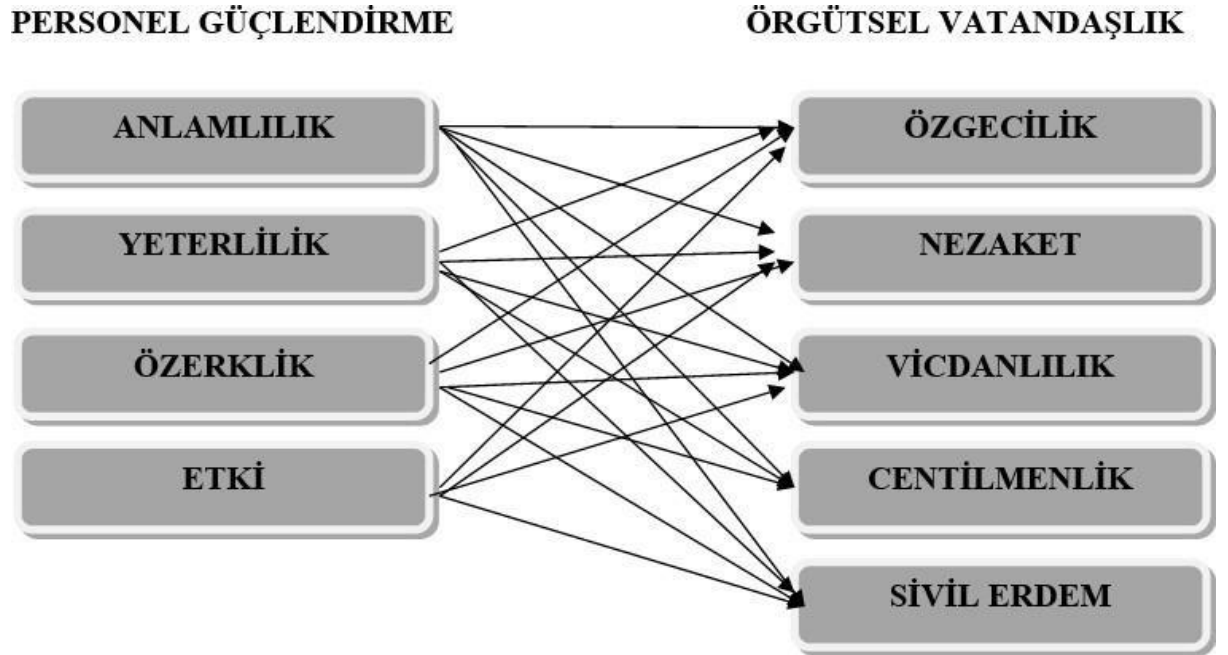 PERSONEL GÜÇLENDİRME
ÖRGÜTSEL VATANDAŞLIK
ANLAMLILIK
YETERLİLİK
ÖZERKLİK
ETKİ
ÖZGECİLİK
NEZAKET
VİCDANLILIK
CENTİLMENLİK
SİVİL ERDEM